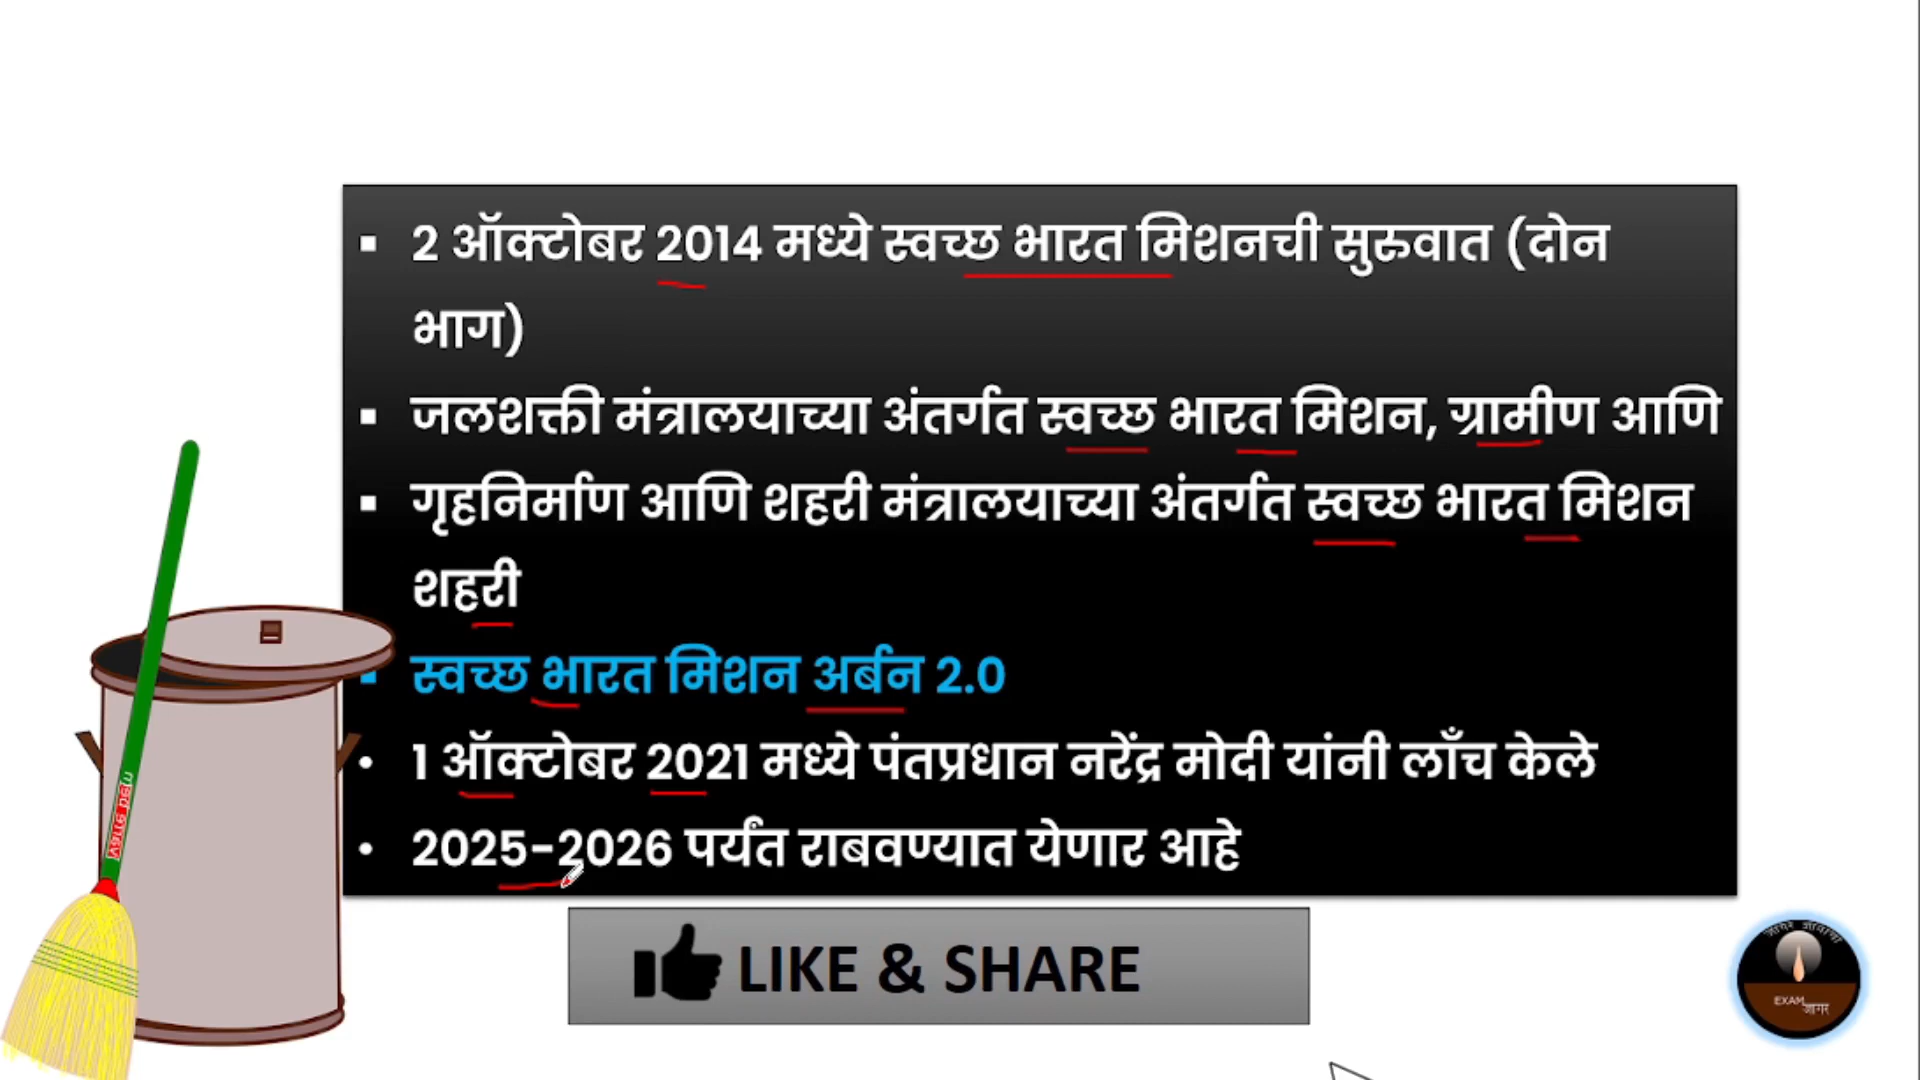 2 ऑक्टोबर 2014 मध्ये स्वच्छ भारत मिशनची सुरुवात (दोन
भाग)
जलशक्ती मंत्रालयाच्या अंतर्गत स्वच्छ भारत मिशन, ग्रामीण आणि
गृहनिर्माण आणि शहरी मंत्रालयाच्या अंतर्गत स्वच्छ भारत मिशन
शहरी
स्वच्छ भारत मिशन अर्बन 2.0
1 ऑक्टोबर 2021 मध्ये पंतप्रधान नरेंद्र मोदी यांनी लाँच केले
2025-2026 पर्यंत राबवण्यात येणार आहे
LIKE & SHARE
EXAM
जागर